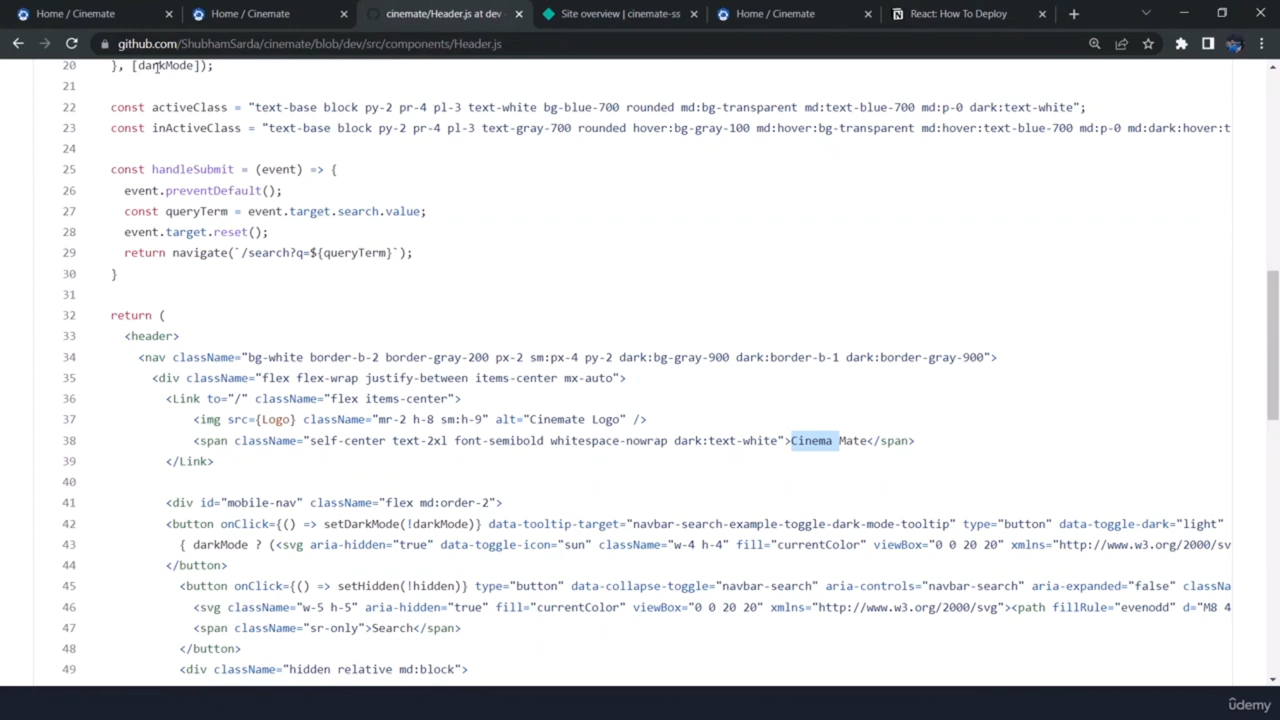 Home / Cinemate
Home / Cinemate
cinemate/Header.js at dev
Site overview | cinemate-ss
Home / Cinemate
React: How To Deploy
github.com/ShubhamSarda/cinemate/blob/dev/src/components/Header.js
20 }, [darkMode]);
21
22 const activeClass = "text-base block py-2 pr-4 pl-3 text-white bg-blue-700 rounded md:bg-transparent md:text-blue-700 md:p-0 dark:text-white";
23 const inActiveClass = "text-base block py-2 pr-4 pl-3 text-gray-700 rounded hover:bg-gray-100 md:hover:bg-transparent md:hover:text-blue-700 md:p-0 md:dark:hover:t
24
25 const handleSubmit = (event) => {
26 event.preventDefault();
27 const queryTerm = event.target.search.value;
28 event.target.reset();
29 return navigate(`/search?q=${queryTerm}`);
30 }
31
32 return (
33 <header>
34 <nav className="bg-white border-b-2 border-gray-200 px-2 sm:px-4 py-2 dark:bg-gray-900 dark:border-b-1 dark:border-gray-900">
35 <div className="flex flex-wrap justify-between items-center mx-auto">
36 <Link to="/" className="flex items-center">
37 <img src={Logo} className="mr-2 h-8 sm:h-9" alt="Cinemate Logo" />
38 <span className="self-center text-2xl font-semibold whitespace-nowrap dark:text-white">Cinema Mate</span>
39 </Link>
40
41 <div id="mobile-nav" className="flex md:order-2">
42 <button onClick={() => setDarkMode(!darkMode)} data-tooltip-target="navbar-search-example-toggle-dark-mode-tooltip" type="button" data-toggle-dark="light"
43 { darkMode ? (<svg aria-hidden="true" data-toggle-icon="sun" className="w-4 h-4" fill="currentColor" viewBox="0 0 20 20" xmlns="http://www.w3.org/2000/sv
44 </button>
45 <button onClick={() => setHidden(!hidden)} type="button" data-collapse-toggle="navbar-search" aria-controls="navbar-search" aria-expanded="false" classNa
46 <svg className="w-5 h-5" aria-hidden="true" fill="currentColor" viewBox="0 0 20 20" xmlns="http://www.w3.org/2000/svg"><path fillRule="evenodd" d="M8 4
47 <span className="sr-only">Search</span>
48 </button>
49 <div className="hidden relative md:block">
ûdemy